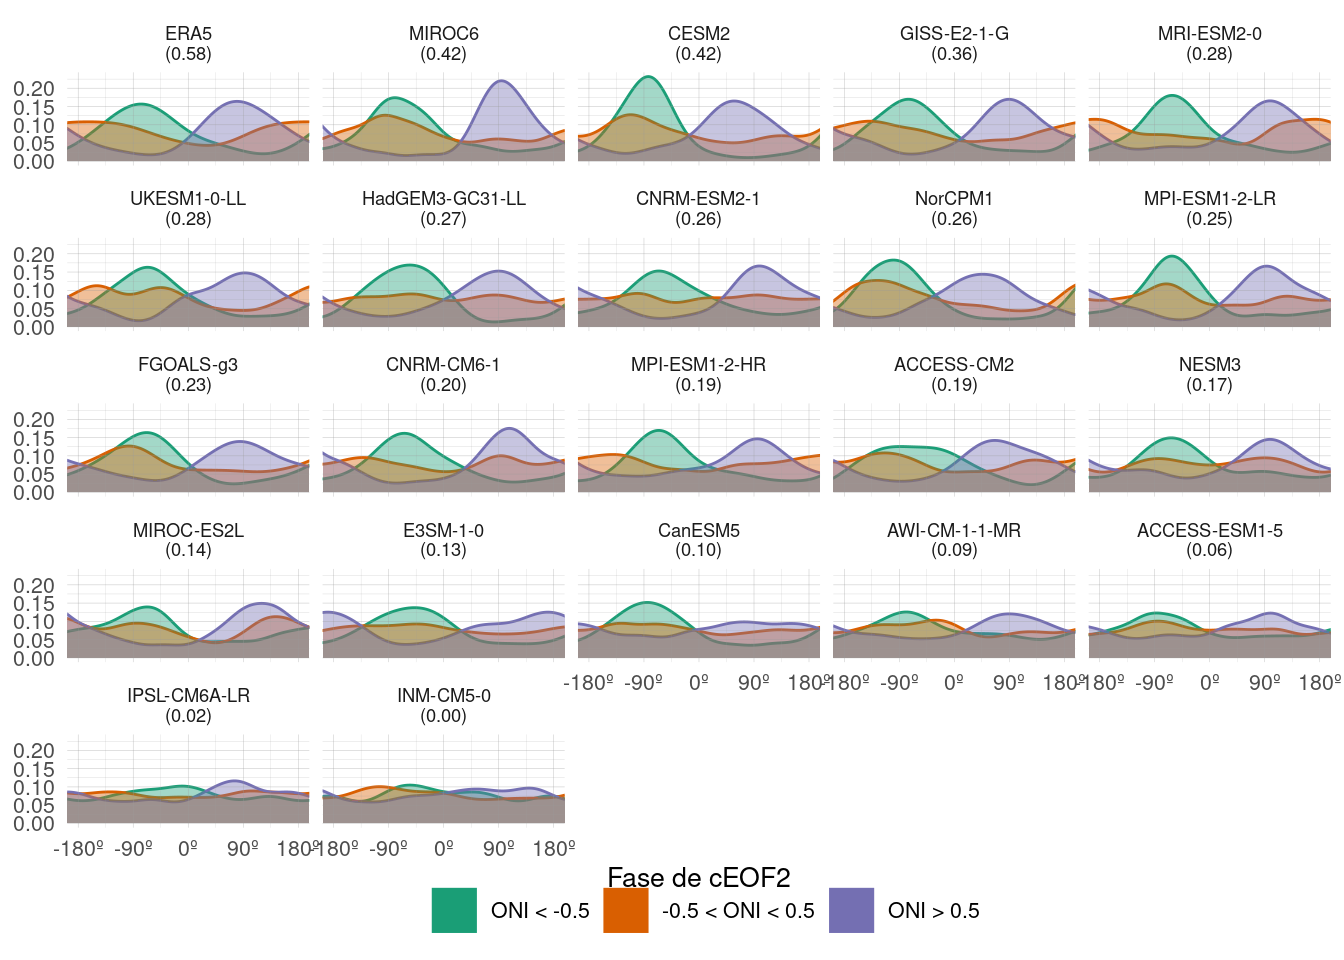 ERA5 MIROC6 CESM2 GISS-E2-1-G MRI-ESM2-0
(0.58) (0.42) (0.42) (0.36) (0.28)
0.20
0.15
0.10
0.05
0.00
UKESM1-0-LL HadGEM3-GC31-LL CNRM-ESM2-1 NorCPM1 MPI-ESM1-2-LR
(0.28) (0.27) (0.26) (0.26) (0.25)
0.20
0.15
0.10
0.05
0.00
FGOALS-g3 CNRM-CM6-1 MPI-ESM1-2-HR ACCESS-CM2 NESM3
(0.23) (0.20) (0.19) (0.19) (0.17)
0.20
0.15
0.10
0.05
0.00
MIROC-ES2L E3SM-1-0 CanESM5 AWI-CM-1-1-MR ACCESS-ESM1-5
(0.14) (0.13) (0.10) (0.09) (0.06)
0.20
0.15
0.10
0.05
0.00
-180º -90º 0º 90º 180º -180º -90º 0º 90º 180º -180º -90º 0º 90º 180º
IPSL-CM6A-LR INM-CM5-0
(0.02) (0.00)
0.20
0.15
0.10
0.05
0.00
-180º -90º 0º 90º 180º -180º -90º 0º 90º 180º
Fase de cEOF2
ONI < -0.5 -0.5 < ONI < 0.5 ONI > 0.5